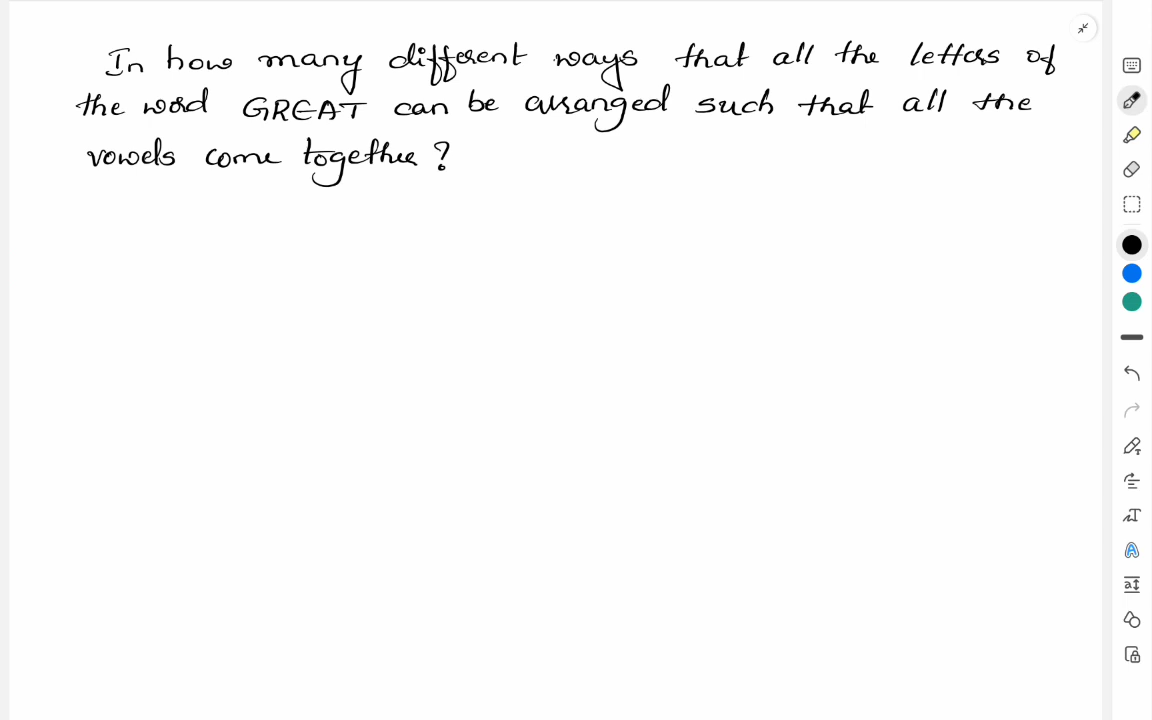 In how many different ways that all the letters of
the word GREAT can be arranged such that all the
vowels come together ?